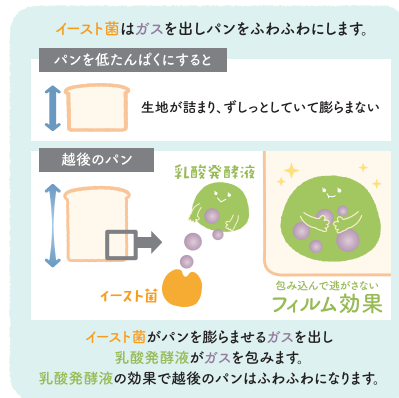 イースト菌はガスを出しパンをふわふわにします。
パンを低たんぱくにすると
生地が詰まり、ずしっとしていて膨らまない
越後のパン
乳酸発酵液
イースト菌
包み込んで逃がさない
フィルム効果
イースト菌がパンを膨らませるガスを出し
乳酸発酵液がガスを包みます。
乳酸発酵液の効果で越後のパンはふわふわになります。